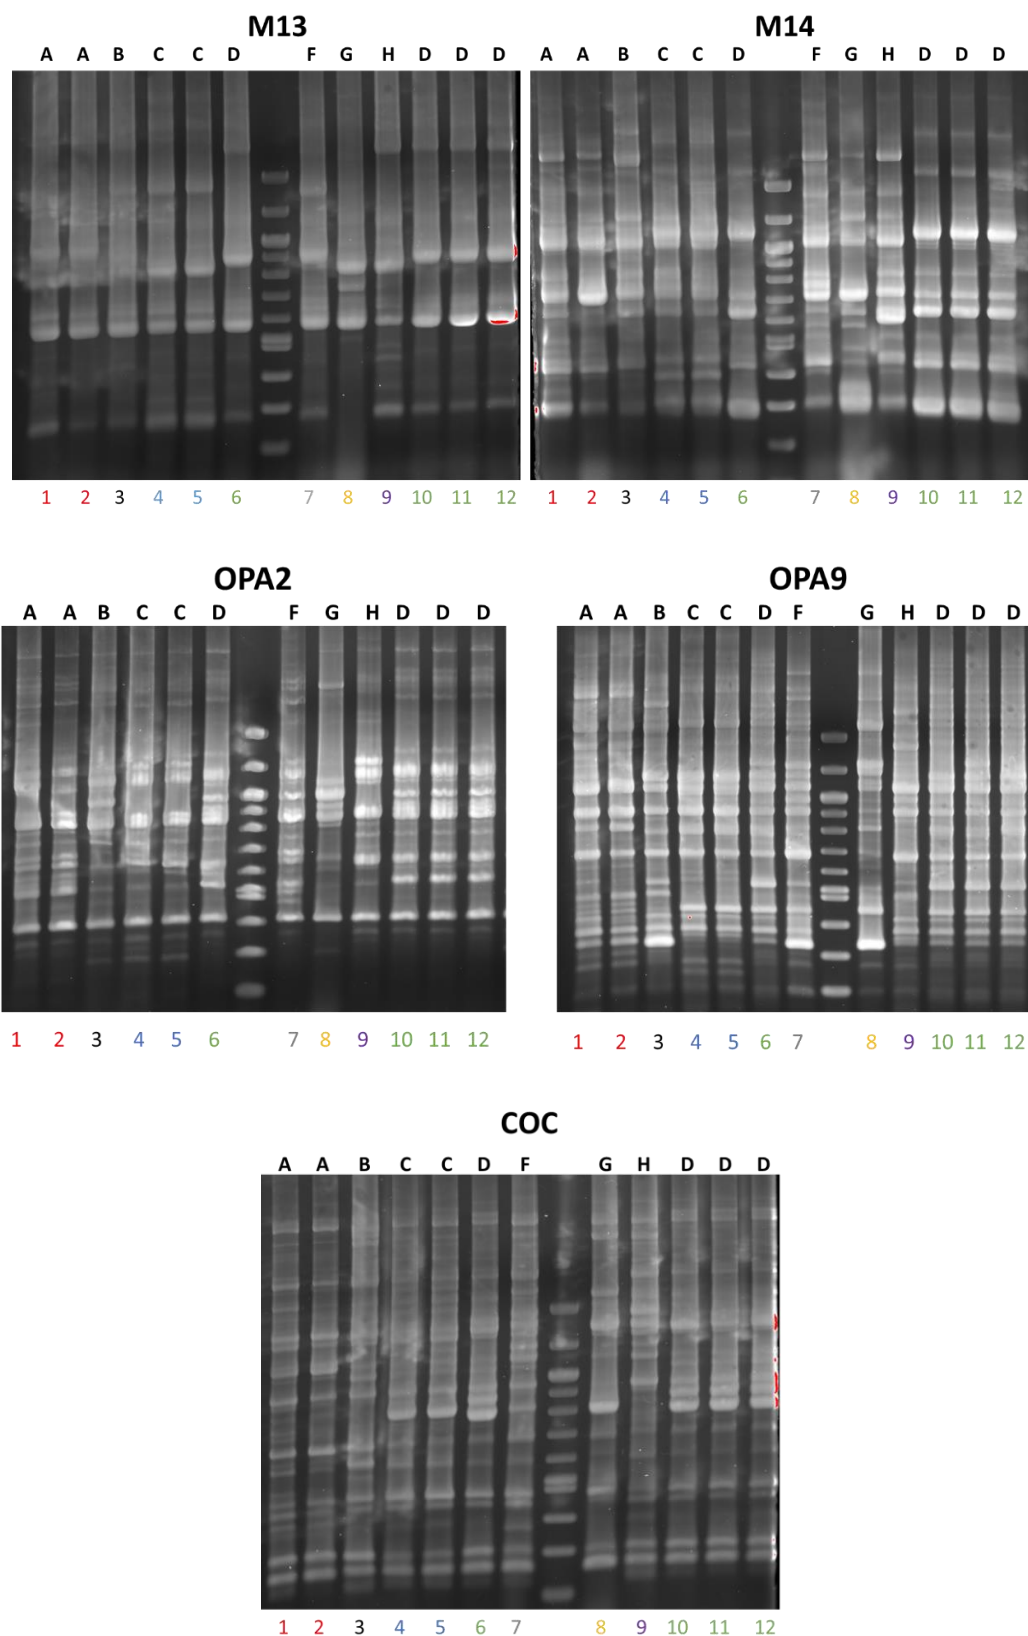 M13 M14
A A B C C D F G H D D D A A B C C D F G H D D D
1 2 3 4 5 6 7 8 9 10 11 12 1 2 3 4 5 6 7 8 9 10 11 12
OPA2 OPA9
A A B C C D F G H D D D A A B C C D F G H D D D
1 2 3 4 5 6 7 8 9 10 11 12 1 2 3 4 5 6 7 8 9 10 11 12
COC
A A B C C D F G H D D D
1 2 3 4 5 6 7 8 9 10 11 12